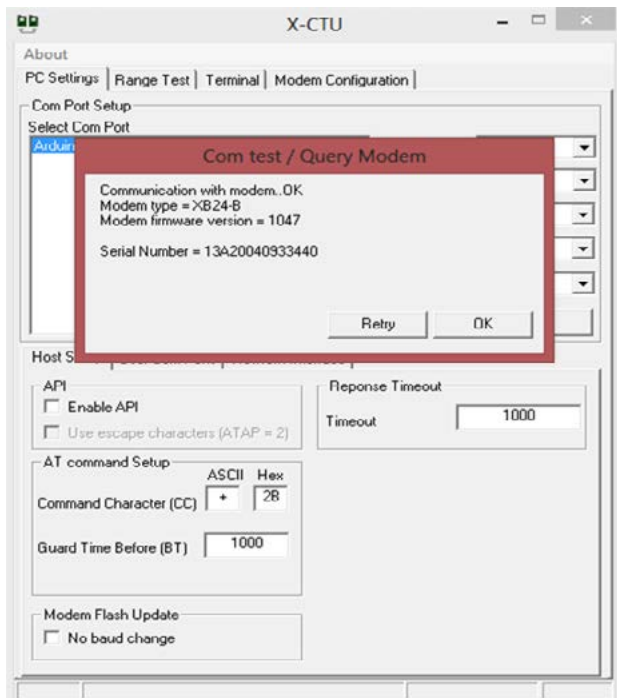 X-CTU
About
PC Settings Range Test Terminal Modem Configuration
Com Port Setup
Select Com Port
Com test / Query Modem
Communication with modem..OK
Modem type = XB24-B
Modem firmware version = 1047
Serial Number = 13A20040933440
Retry OK
Host
API
Enable API
Use escape characters (ATAP = 2)
Reponse Timeout
Timeout 1000
AT command Setup
ASCII Hex
Command Character (CC) + 2B
Guard Time Before (BT) 1000
Modem Flash Update
No baud change